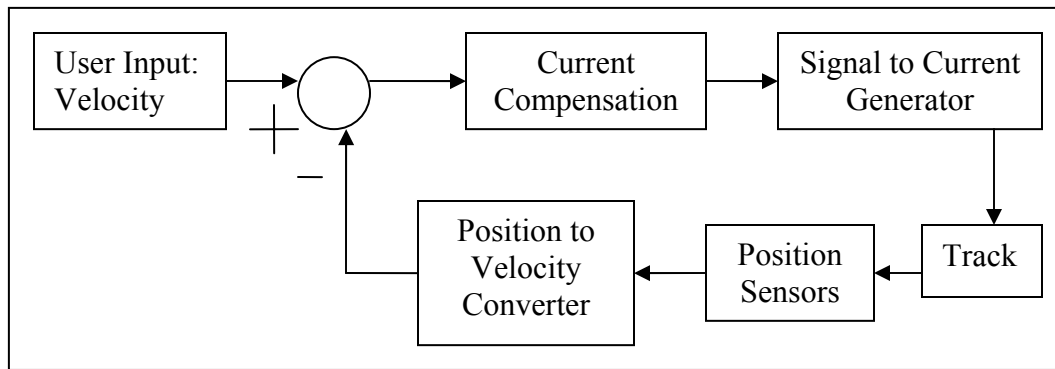 User Input:
Velocity
Current
Compensation
Signal to Current
Generator
+
−
Position to
Velocity
Converter
Position
Sensors
Track